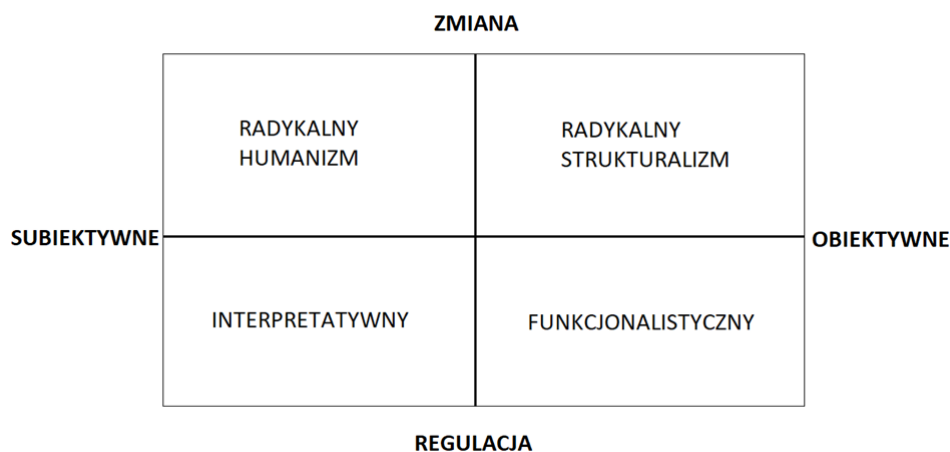 ZMIANA
RADYKALNY
HUMANIZM
RADYKALNY
STRUKTURALIZM
SUBIEKTYWNE
OBIEKTYWNE
INTERPRETATYWNY
FUNKCJONALISTYCZNY
REGULACJA